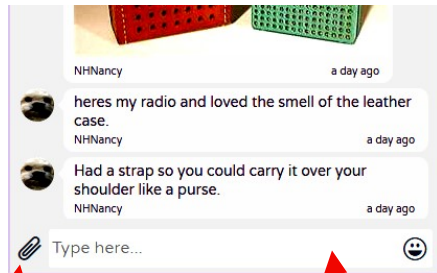 NHNancy a day ago
heres my radio and loved the smell of the leather
case.
NHNancy a day ago
Had a strap so you could carry it over your
shoulder like a purse.
NHNancy a day ago
Type here...